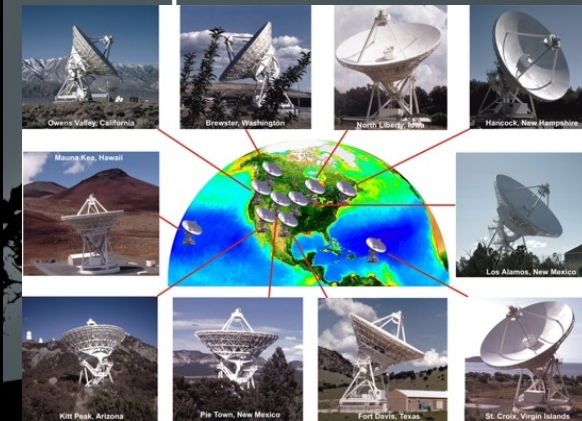 Owens Valley, California
Brewster, Washington
North Liberty, Iowa
Hancock, New Hampshire
Mauna Kea, Hawaii
Los Alamos, New Mexico
Kitt Peak, Arizona
Pie Town, New Mexico
Fort Davis, Texas
St. Croix, Virgin Islands